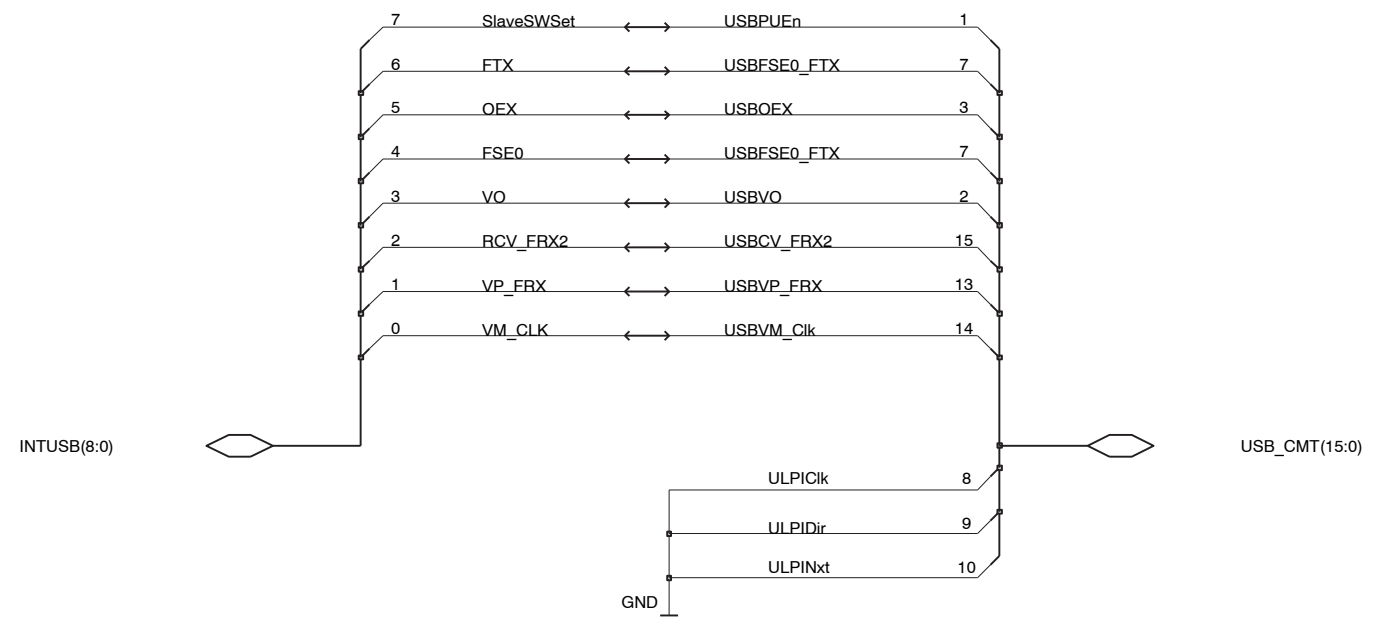 7 SlaveSWSet USBPUEn 1
6 FTX USBFSE0_FTX 7
5 OEX USBOEX 3
4 FSE0 USBFSE0_FTX 7
3 VO USBVO 2
2 RCV_FRX2 USBCV_FRX2 15
1 VP_FRX USBVP_FRX 13
0 VM_CLK USBVM_Clk 14
INTUSB(8:0) USB_CMT(15:0)
ULPIClk 8
ULPIDir 9
ULPINxt 10
GND